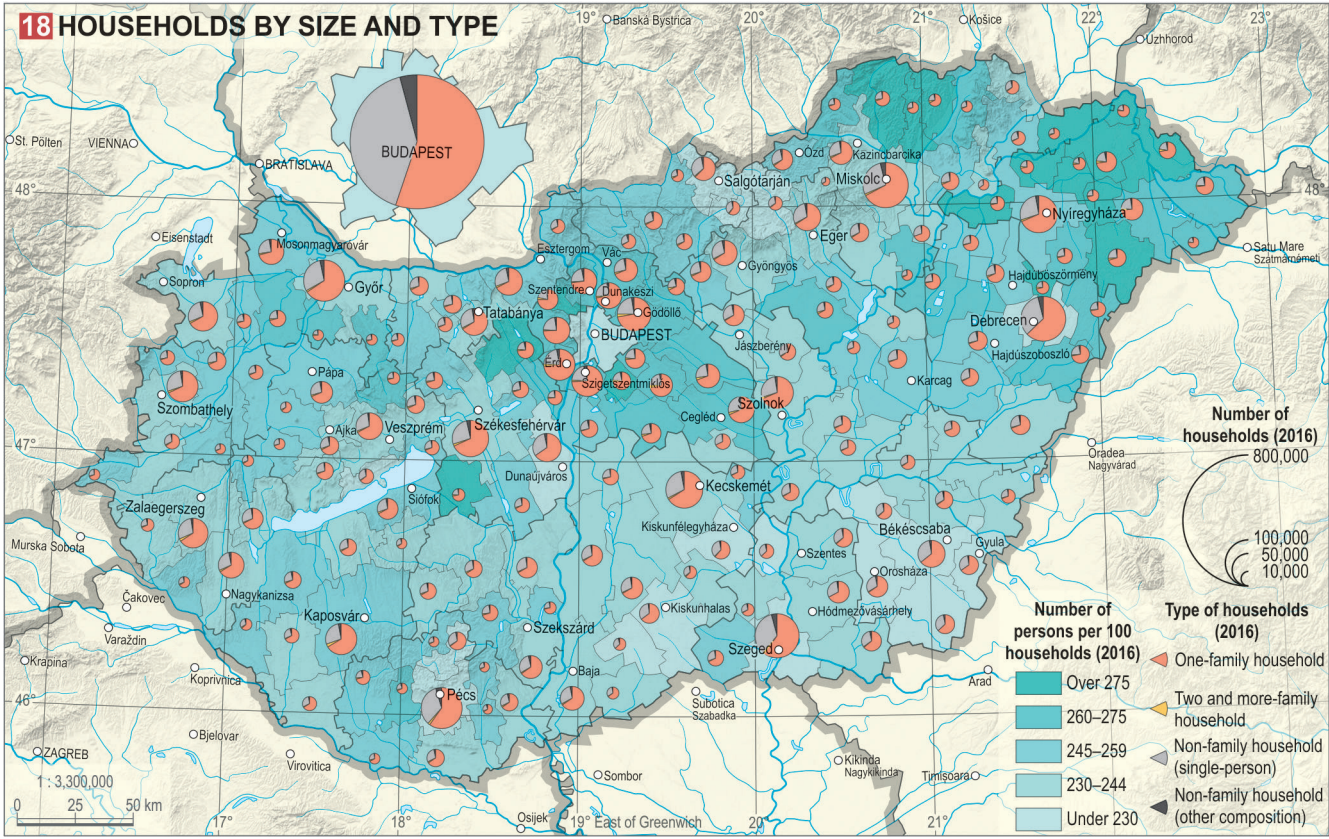 18 HOUSEHOLDS BY SIZE AND TYPE
19°
20°
21°
22°
23°
Banská Bystrica
Košice
Uzhhorod
St. Pölten
VIENNA
BRATISLAVA
BUDAPEST
Ózd
Kazincbarcika
48°
Salgótarján
Miskolc
48°
Nyíregyháza
Eisenstadt
Mosonmagyaróvár
Esztergom
Vác
Eger
Satu Mare
Szatmárnémeti
Sopron
Győr
Szentendre
Dunakeszi
Gyöngyös
Hajdúböszörmény
Tatabánya
Gödöllő
Debrecen
BUDAPEST
Jászberény
Hajdúszoboszló
Pápa
Érd
Szigetszentmiklós
Karcag
Szombathely
Székesfehérvár
Cegléd
Szolnok
Ajka
Veszprém
47°
47°
Oradea
Nagyvárad
Dunaújváros
Siófok
Kecskemét
Zalaegerszeg
Kiskunfélegyháza
Békéscsaba
Murska Sobota
Szentes
Gyula
Orosháza
Čakovec
Nagykanizsa
Kiskunhalas
Hódmezővásárhely
Kaposvár
Szekszárd
Varaždin
Szeged
Krapina
Koprivnica
Baja
Arad
46°
Pécs
46°
Subotica
Szabadka
Bjelovar
ZAGREB
Virovitica
Sombor
Kikinda
Nagykikinda
Timișoara
Osijek
1 : 3,300,000
0 25 50 km
17°
18°
19° East of Greenwich
20°
21°
Number of
households (2016)
800,000
100,000
50,000
10,000
Number of
persons per 100
households (2016)
Over 275
260–275
245–259
230–244
Under 230
Type of households
(2016)
One-family household
Two and more-family
household
Non-family household
(single-person)
Non-family household
(other composition)